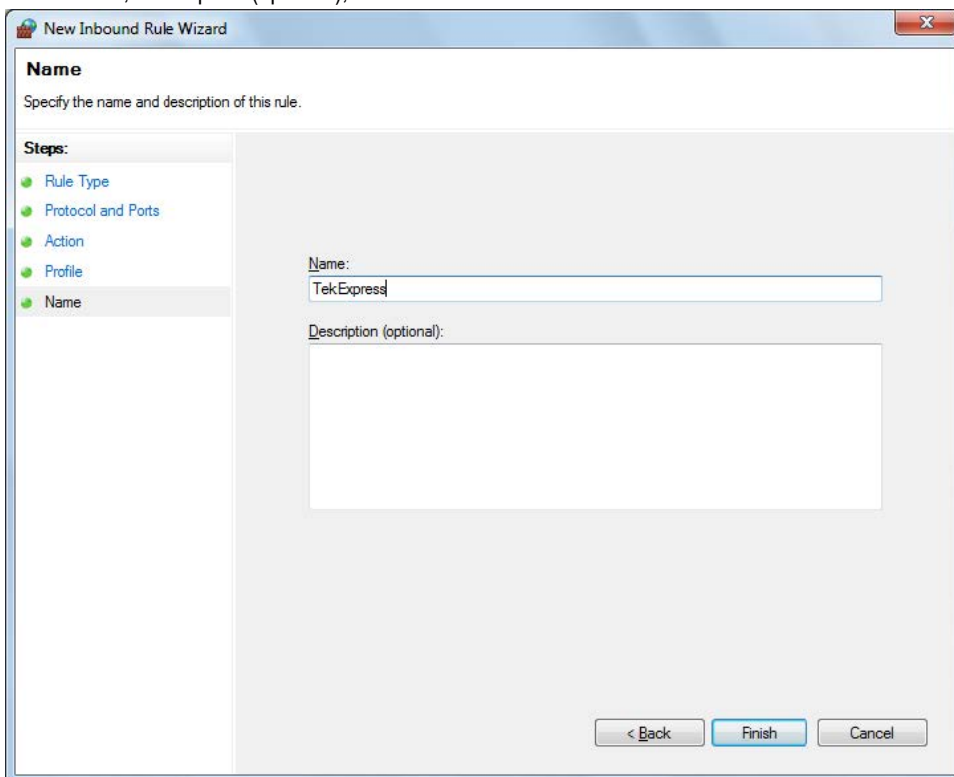 New Inbound Rule Wizard
Name
Specify the name and description of this rule.
Steps:
Rule Type
Protocol and Ports
Action
Profile
Name
Name:
TekExpress
Description (optional):
< Back
Finish
Cancel